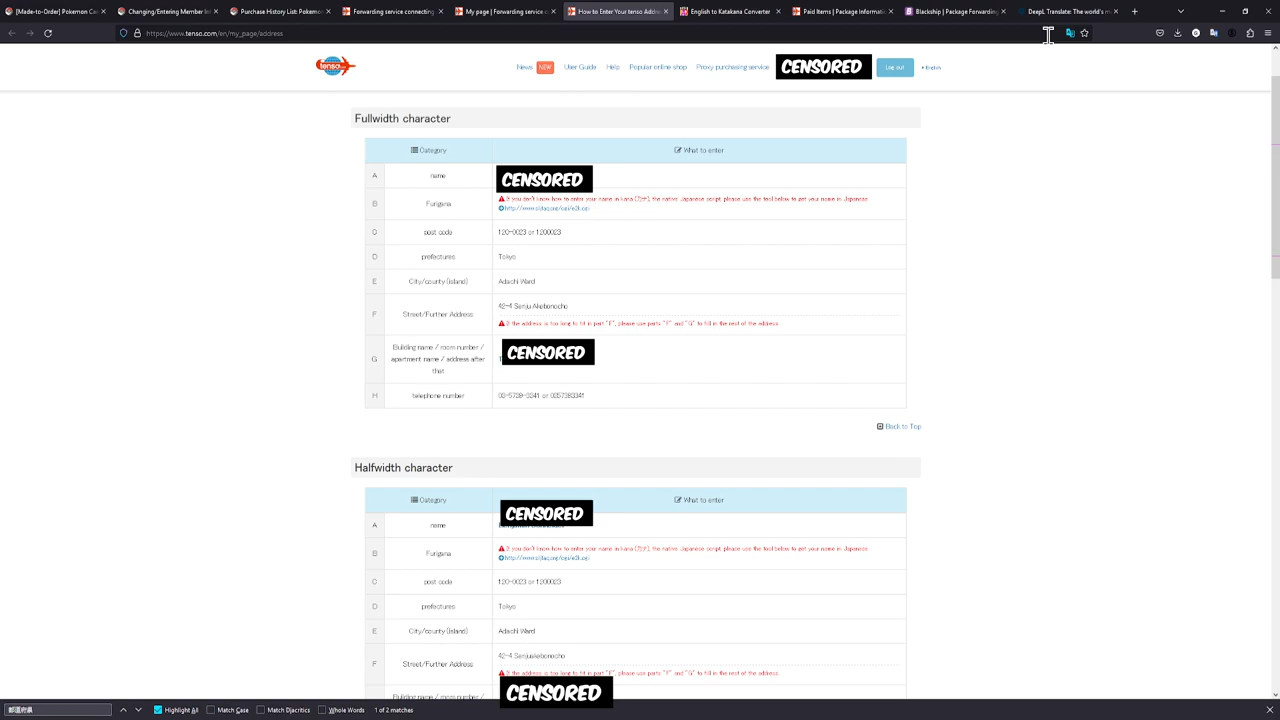 [Made-to-Order] Pokemon Ca
Changing/Entering Member In
Purchase History List: Pokemon
Forwarding service connecting
My page | Forwarding service
How to Enter Your Tenso Addre
English to Katakana Converter
Paid Items | Package Informati
Blackship | Package Forwarding
DeepL Translate: The world's m
https://www.tenso.com/en/my_page/address
tenso
News NEW User Guide Help Popular online shop Proxy purchasing service CENSORED Log out English
Fullwidth character
Category What to enter
A name CENSORED
B Furigana If you don't know how to enter your name in kana (カナ), the native Japanese script, please use the tool below to get your name in Japanese.
post code 120-0023 or 1200023
D prefectures Tokyo
E City/county (island) Adachi Ward
F Street/Further Address 42-4 Senju Akebonocho
If the address is too long to fit in part "F", please use parts "F" and "G" to fill in the rest of the address.
G Building name / room number / apartment name / address after that CENSORED
H telephone number
Back to Top
Halfwidth character
Category What to enter
CENSORED
A name
B Furigana If you don't know how to enter your name in kana (カナ), the native Japanese script, please use the tool below to get your name in Japanese.
post code 120-0023 or 1200023
D prefectures Tokyo
E City/county (island) Adachi Ward
F Street/Further Address 42-4 Senjuakebonocho
If the address is too long to fit in part "F", please use parts "F" and "G" to fill in the rest of the address.
Building name / room number / CENSORED
都道府県 Highlight All Match Case Match Diacritics Whole Words 1 of 2 matches